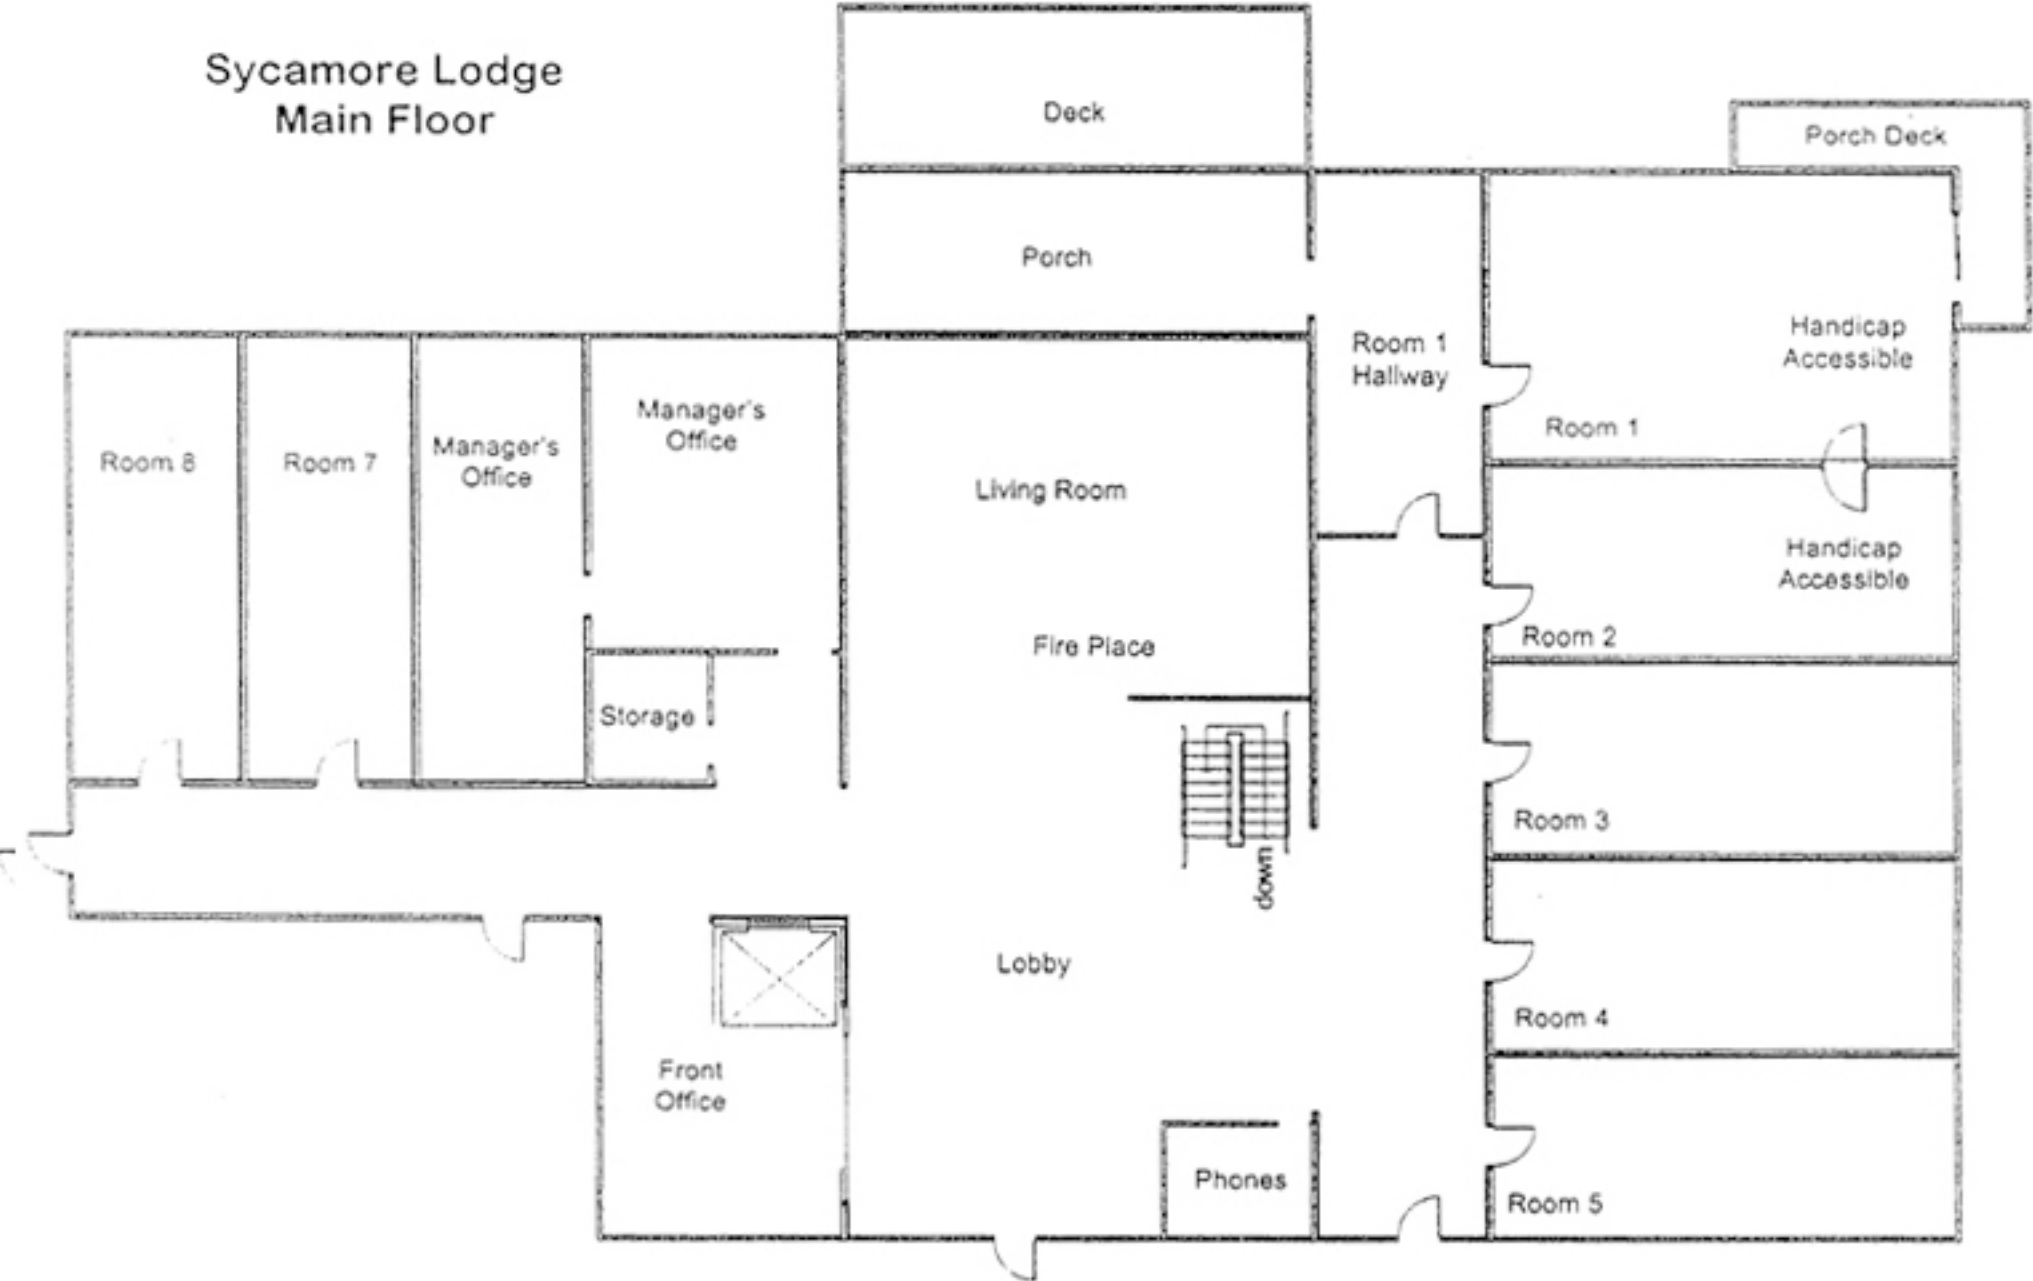 Sycamore Lodge
Main Floor
Deck
Porch Deck
Porch
Handicap
Accessible
Room 1
Hallway
Room 1
Manager's
Office
Manager's
Office
Room 8
Room 7
Living Room
Handicap
Accessible
Room 2
Fire Place
Storage
Room 3
down
Lobby
Room 4
Front
Office
Phones
Room 5